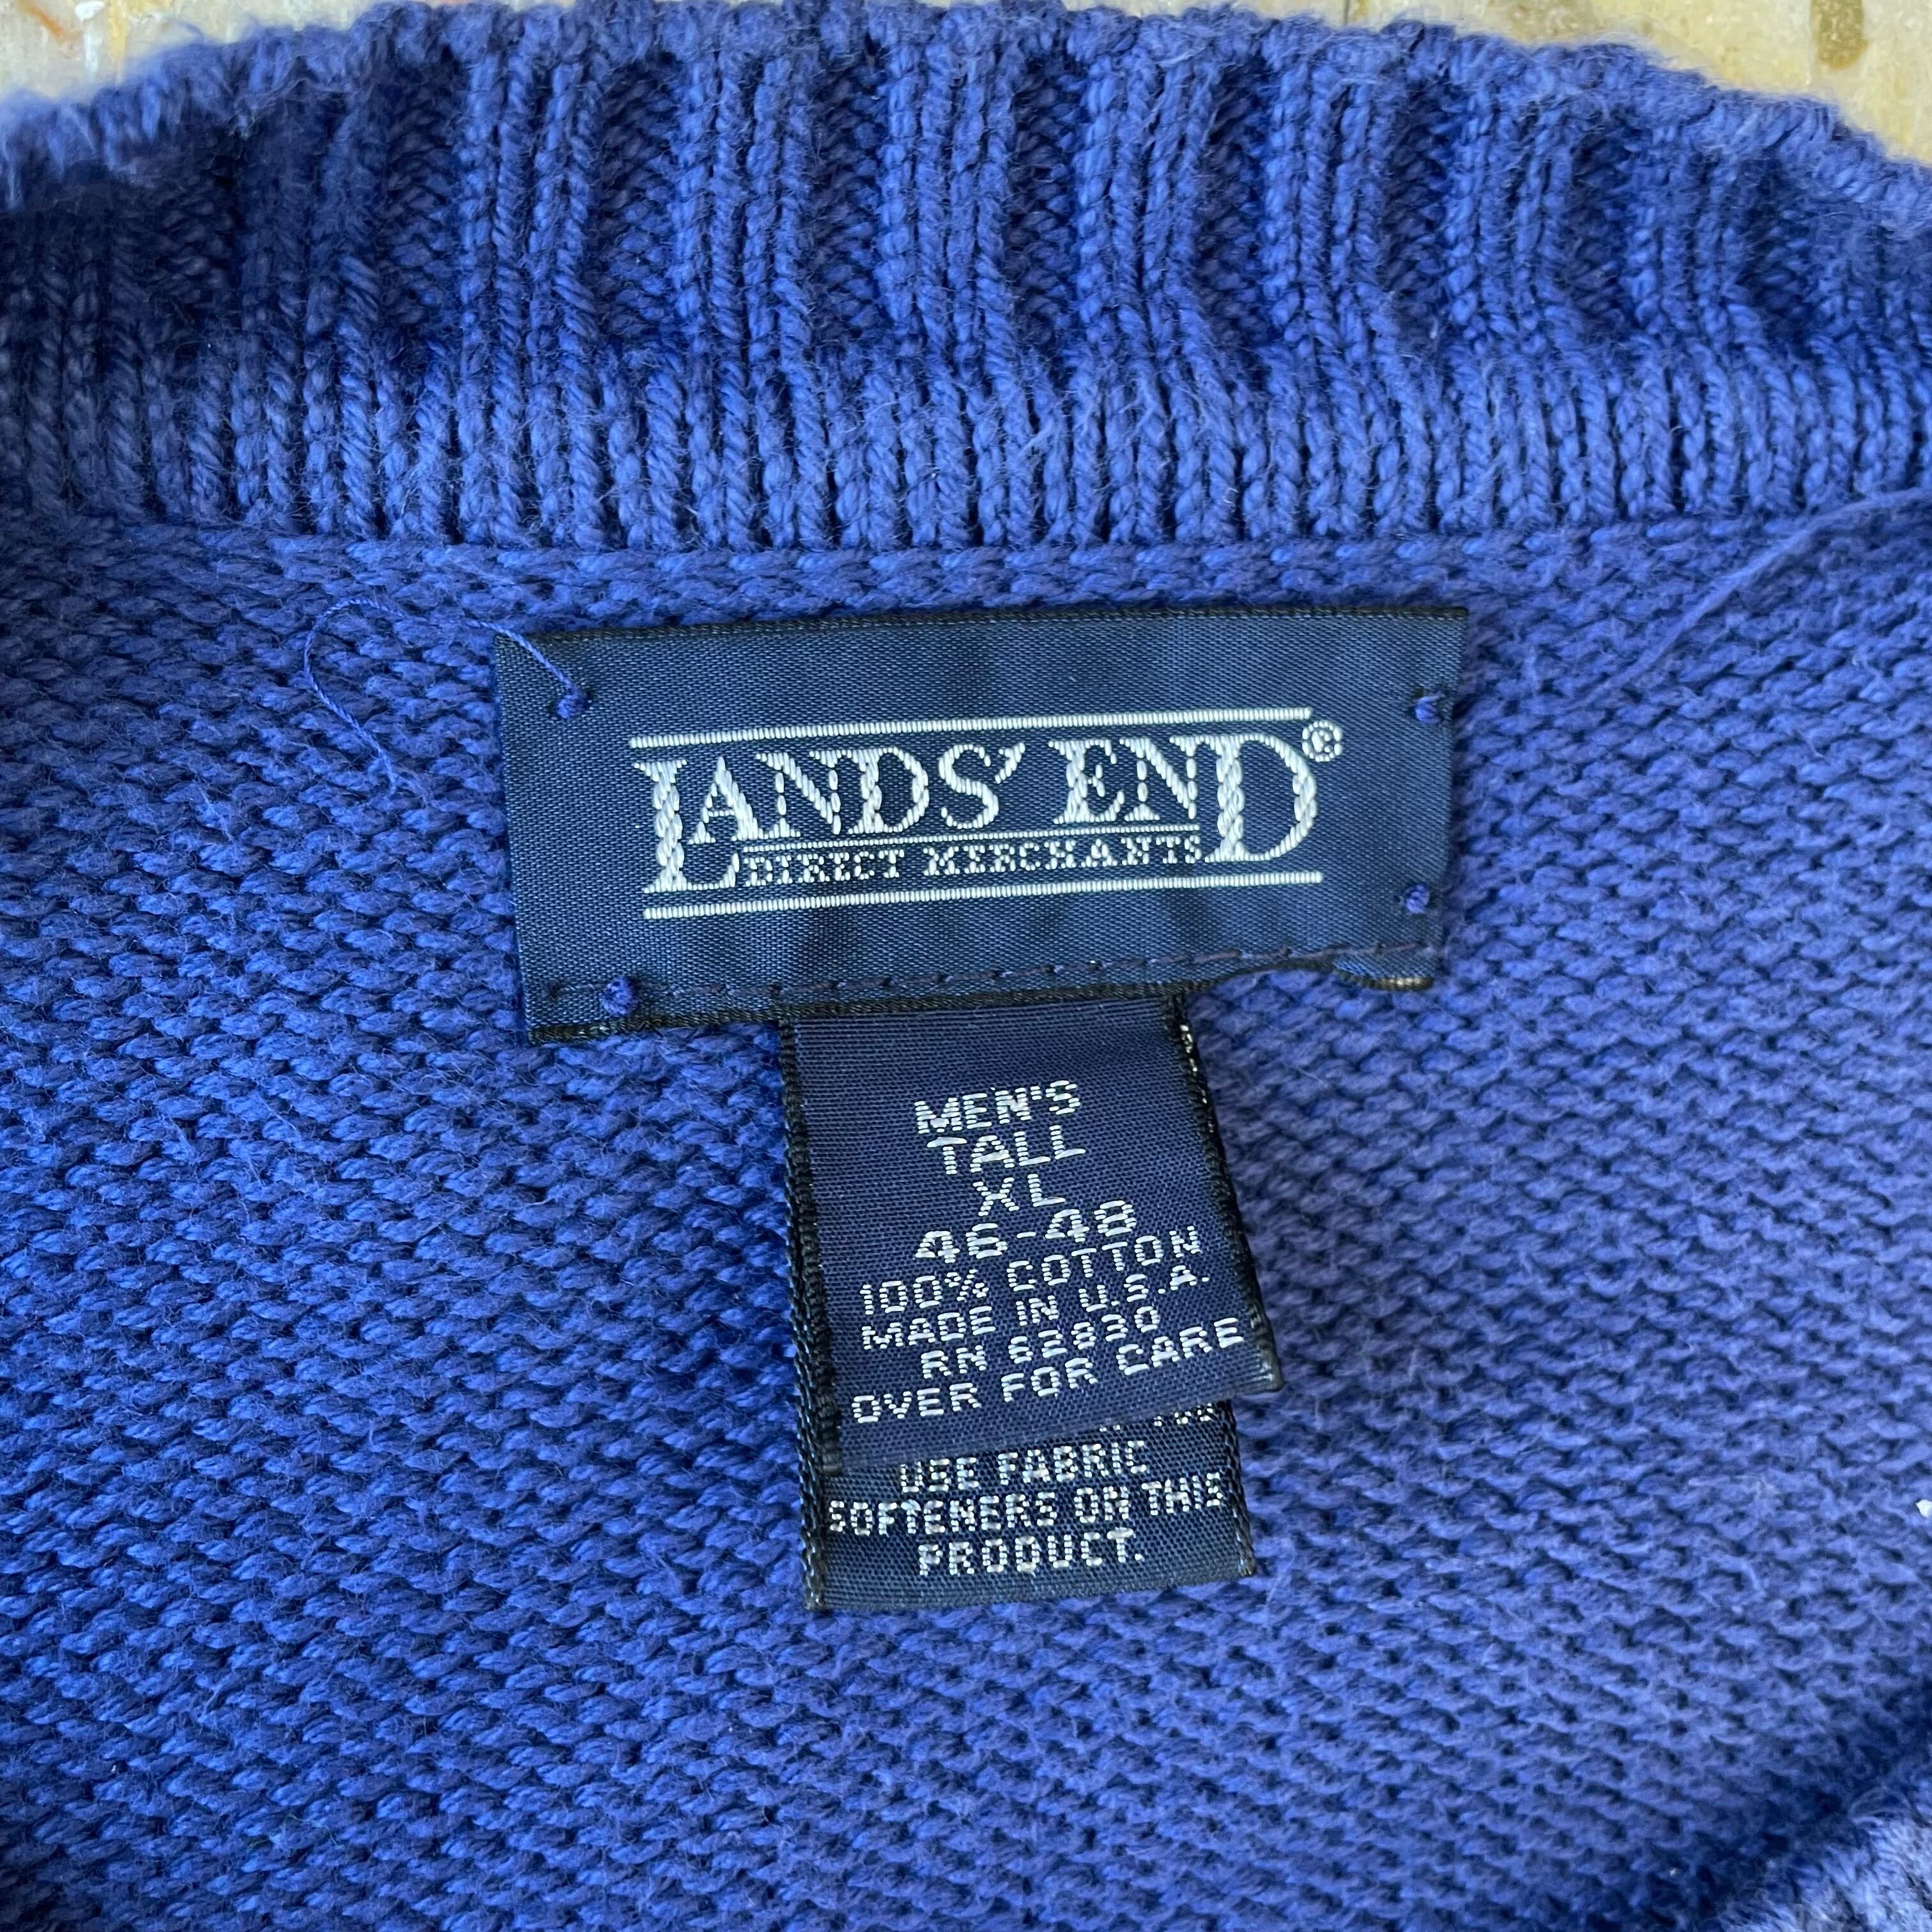 LANDS' END®
DIRECT MERCHANTS
MEN'S
TALL
XL
46-48
100% COTTON
MADE IN U.S.A.
RN 62830
OVER FOR CARE
USE FABRIC
SOFTENERS ON THIS
PRODUCT.